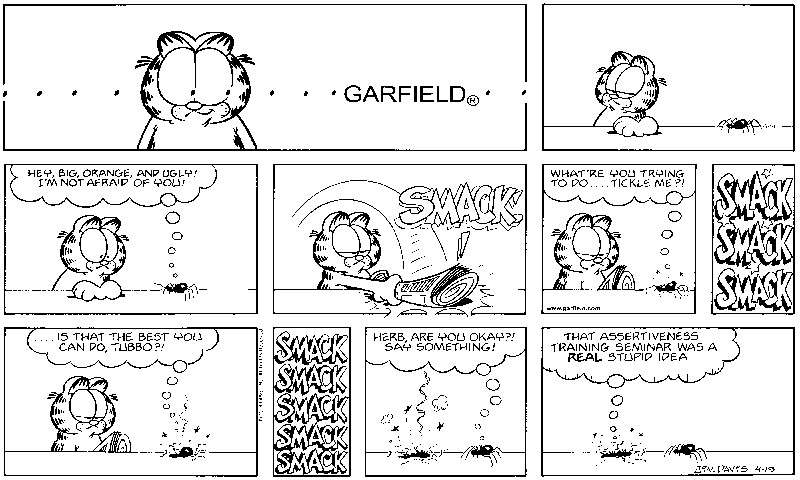 GARFIELD®
HEY, BIG, ORANGE, AND UGLY!
I'M NOT AFRAID OF YOU!
SMACK!
WHAT'RE YOU TRYING
TO DO....TICKLE ME?!
www.garfield.com
SMACK
SMACK
SMACK
....IS THAT THE BEST YOU
CAN DO, TUBBO?!
SMACK
SMACK
SMACK
SMACK
SMACK
HERB, ARE YOU OKAY?!
SAY SOMETHING!
THAT ASSERTIVENESS
TRAINING SEMINAR WAS A
REAL STUPID IDEA
JIM DAVIS 4-19